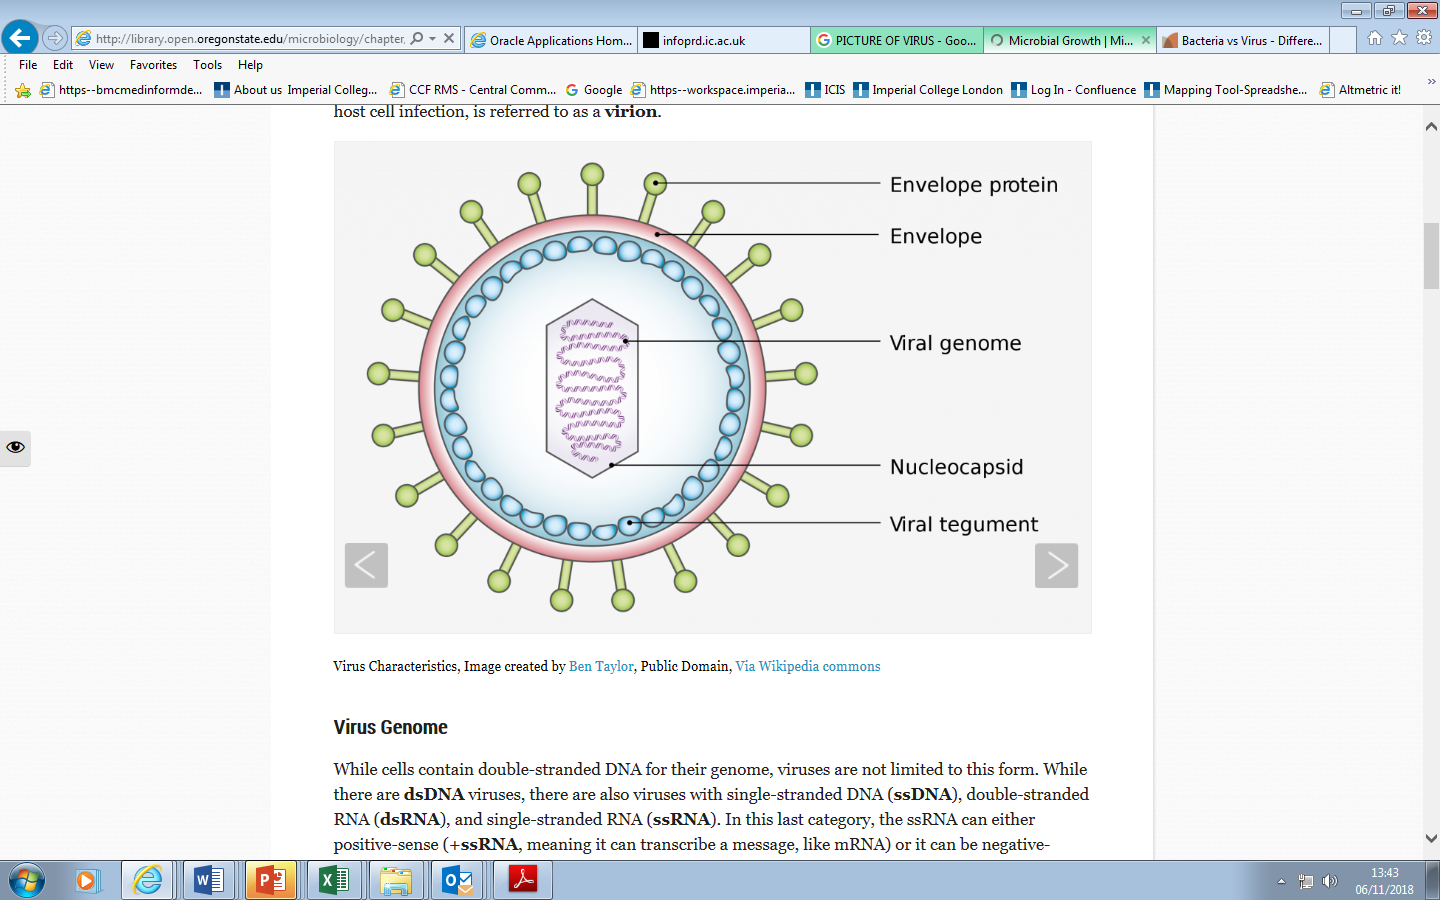 http://library.open.oregonstate.edu/microbiology/chapter,
Oracle Applications Hom...
infoprd.ic.ac.uk
PICTURE OF VIRUS - Goo...
Microbial Growth | Mi...
Bacteria vs Virus - Differe...
File Edit View Favorites Tools Help
https--bmcmedinformde...
About us Imperial Colleg...
CCF RMS - Central Comm...
Google
https--workspace.imperia...
ICIS
Imperial College London
Log In - Confluence
Mapping Tool-Spreadshe...
Altmetric it!
host cell infection, is referred to as a virion.
Envelope protein
Envelope
Viral genome
Nucleocapsid
Viral tegument
Virus Characteristics, Image created by Ben Taylor, Public Domain, Via Wikipedia commons
Virus Genome
While cells contain double-stranded DNA for their genome, viruses are not limited to this form. While
there are dsDNA viruses, there are also viruses with single-stranded DNA (ssDNA), double-stranded
RNA (dsRNA), and single-stranded RNA (ssRNA). In this last category, the ssRNA can either
positive-sense (+ssRNA, meaning it can transcribe a message, like mRNA) or it can be negative-
13:43
06/11/2018